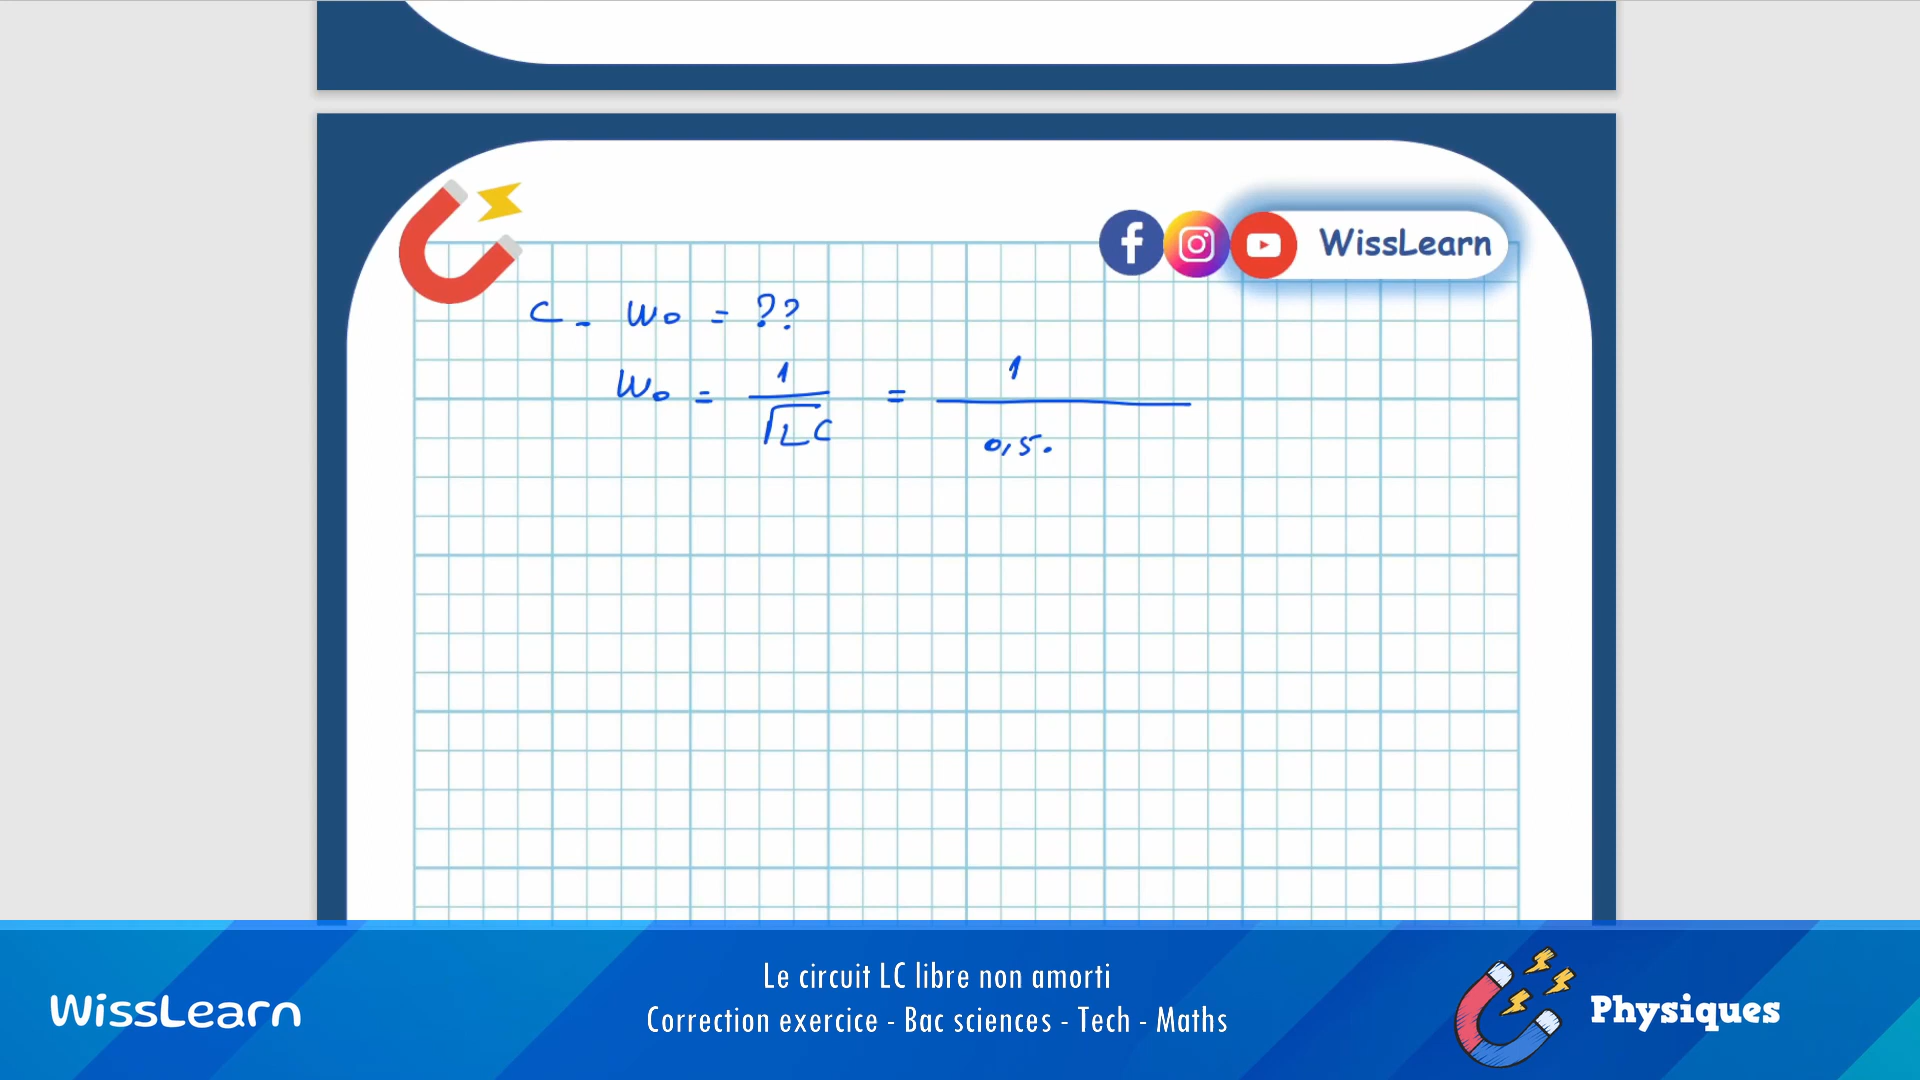 WissLearn
C - W₀ = ??
W₀ = 1 / √LC = 1 / 0,5.
Le circuit LC libre non amorti
WissLearn
Correction exercice - Bac sciences - Tech - Maths
Physiques